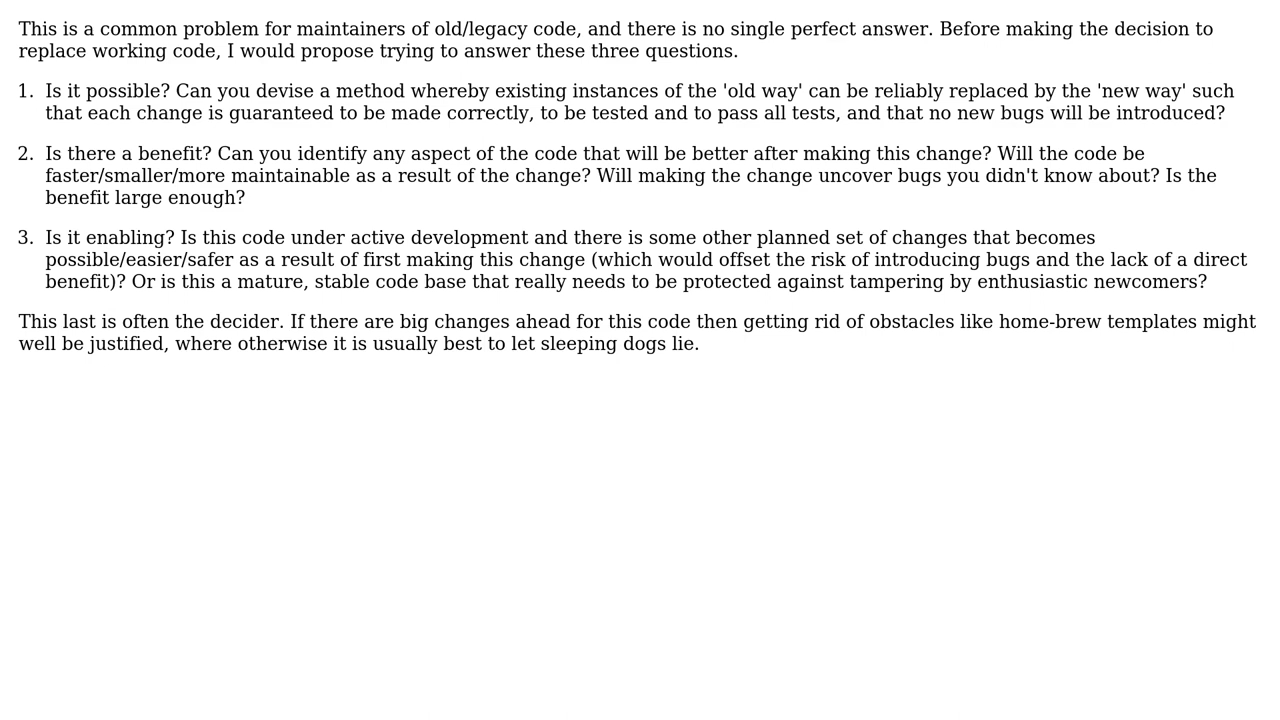 This is a common problem for maintainers of old/legacy code, and there is no single perfect answer. Before making the decision to
replace working code, I would propose trying to answer these three questions.
1. Is it possible? Can you devise a method whereby existing instances of the 'old way' can be reliably replaced by the 'new way' such
that each change is guaranteed to be made correctly, to be tested and to pass all tests, and that no new bugs will be introduced?
2. Is there a benefit? Can you identify any aspect of the code that will be better after making this change? Will the code be
faster/smaller/more maintainable as a result of the change? Will making the change uncover bugs you didn't know about? Is the
benefit large enough?
3. Is it enabling? Is this code under active development and there is some other planned set of changes that becomes
possible/easier/safer as a result of first making this change (which would offset the risk of introducing bugs and the lack of a direct
benefit)? Or is this a mature, stable code base that really needs to be protected against tampering by enthusiastic newcomers?
This last is often the decider. If there are big changes ahead for this code then getting rid of obstacles like home-brew templates might
well be justified, where otherwise it is usually best to let sleeping dogs lie.